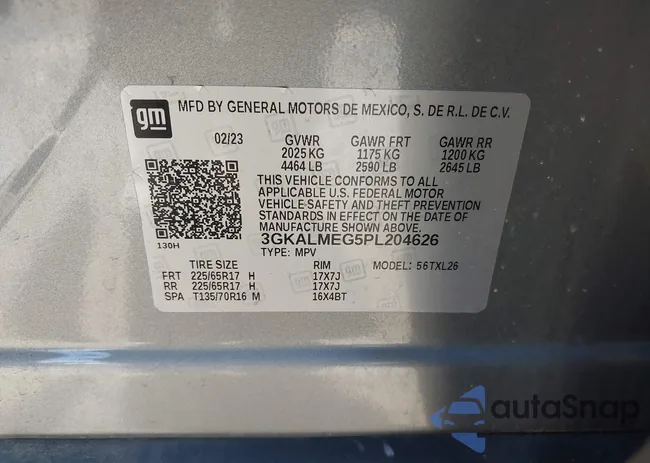 gm
MFD BY GENERAL MOTORS DE MEXICO, S. DE R.L. DE C.V.
02/23 GVWR GAWR FRT GAWR RR
2025 KG 1175 KG 1200 KG
4464 LB 2590 LB 2645 LB
THIS VEHICLE CONFORMS TO ALL
APPLICABLE U.S. FEDERAL MOTOR
VEHICLE SAFETY AND THEFT PREVENTION
STANDARDS IN EFFECT ON THE DATE OF
MANUFACTURE SHOWN ABOVE.
3GKALMEG5PL204626
130H
TYPE: MPV
TIRE SIZE RIM MODEL: 56TXL26
FRT 225/65R17 H 17X7J
RR 225/65R17 H 17X7J
SPA T135/70R16 M 16X4BT
autoSnap